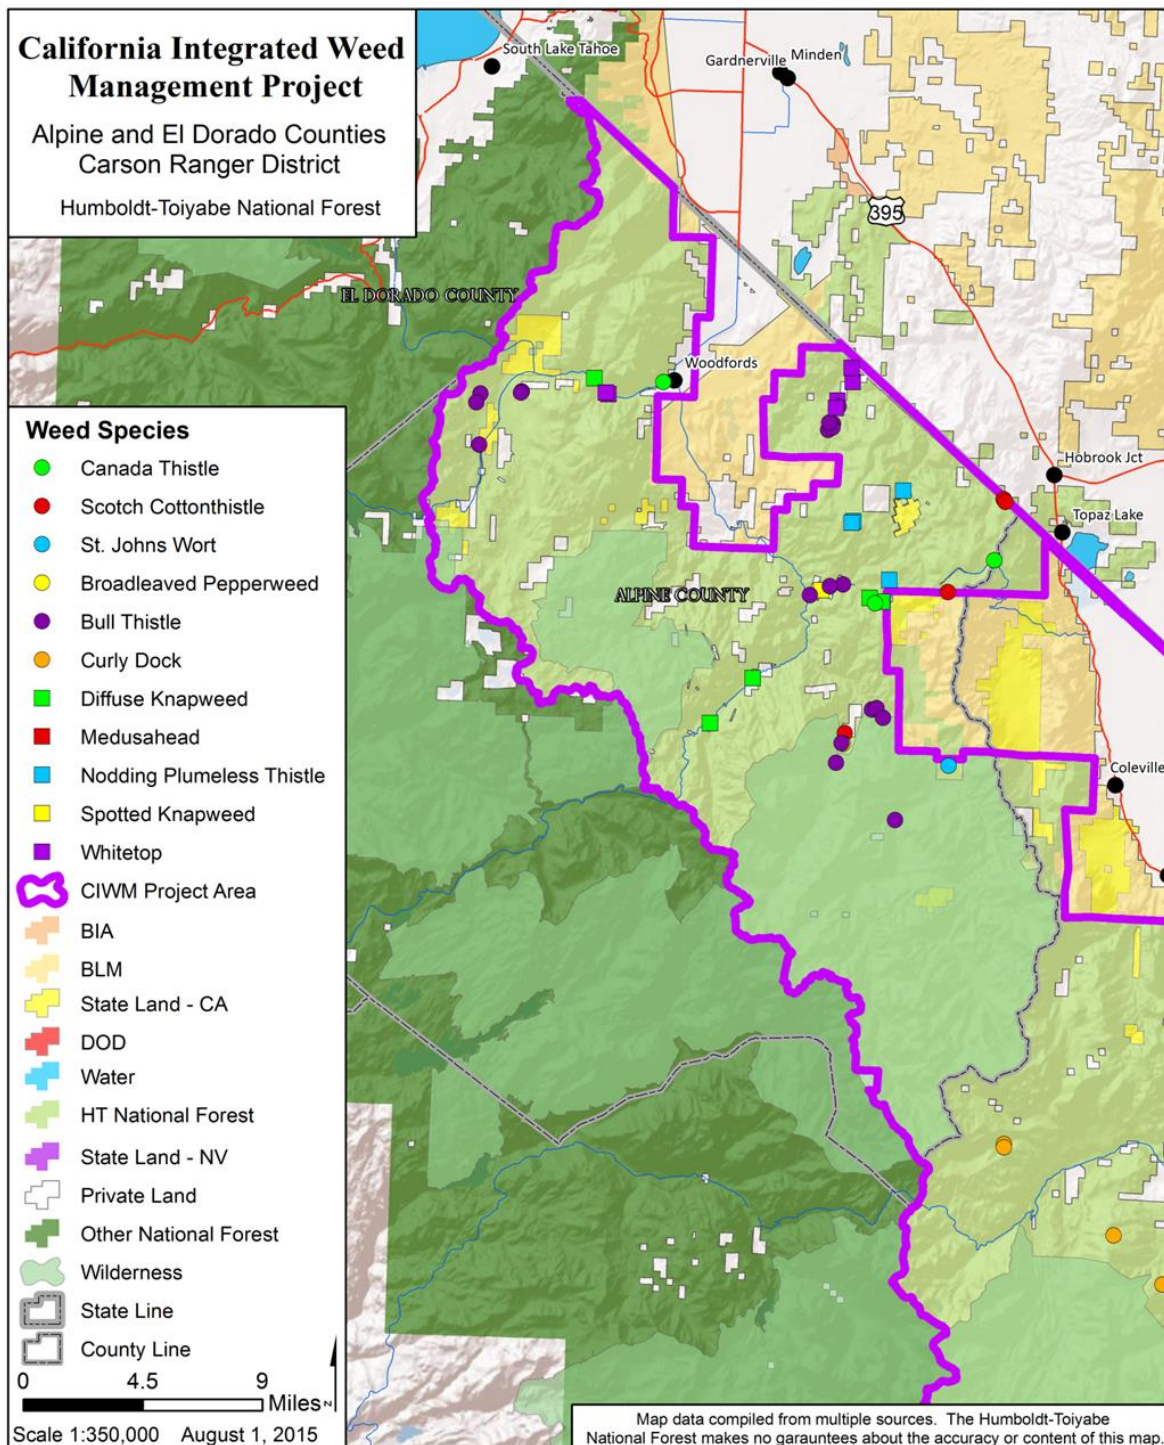 California Integrated Weed
Management Project
Alpine and El Dorado Counties
Carson Ranger District
Humboldt-Toiyabe National Forest
South Lake Tahoe
Gardnerville
Minden
395
EL DORADO COUNTY
Woodfords
Hobrook Jct
Topaz Lake
ALPINE COUNTY
Coleville
Weed Species
Canada Thistle
Scotch Cottonthistle
St. Johns Wort
Broadleaved Pepperweed
Bull Thistle
Curly Dock
Diffuse Knapweed
Medusahead
Nodding Plumeless Thistle
Spotted Knapweed
Whitetop
CIWM Project Area
BIA
BLM
State Land - CA
DOD
Water
HT National Forest
State Land - NV
Private Land
Other National Forest
Wilderness
State Line
County Line
0 4.5 9
Miles
Z
Scale 1:350,000 August 1, 2015
Map data compiled from multiple sources. The Humboldt-Toiyabe
National Forest makes no garauntees about the accuracy or content of this map.